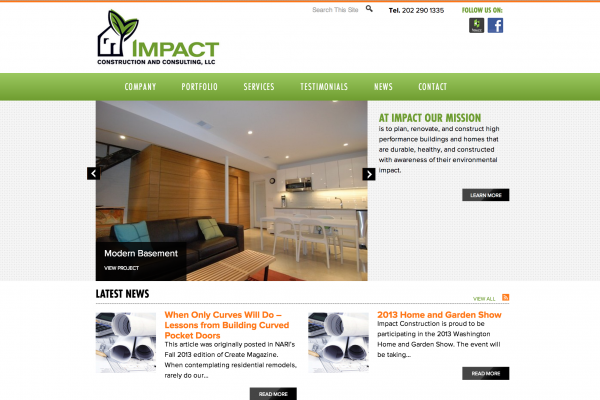 Search This Site
Tel. 202 290 1335
FOLLOW US ON:
IMPACT
CONSTRUCTION AND CONSULTING, LLC
COMPANY PORTFOLIO SERVICES TESTIMONIALS NEWS CONTACT
AT IMPACT OUR MISSION
is to plan, renovate, and construct high
performance buildings and homes that
are durable, healthy, and constructed
with awareness of their environmental
impact.
LEARN MORE
Modern Basement
VIEW PROJECT
LATEST NEWS
VIEW ALL
When Only Curves Will Do –
Lessons from Building Curved
Pocket Doors
This article was originally posted in NARI's
Fall 2013 edition of Create Magazine.
When contemplating residential remodels,
rarely do our...
READ MORE
2013 Home and Garden Show
Impact Construction is proud to be
participating in the 2013 Washington
Home and Garden Show. The event will
be taking...
READ MORE